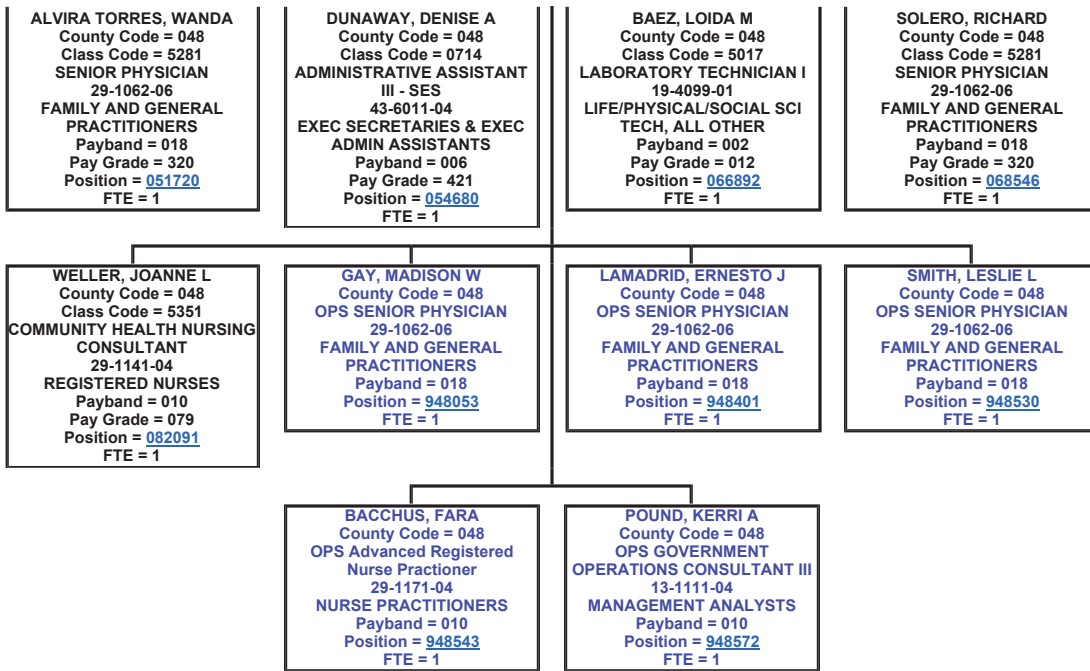 ALVIRA TORRES, WANDA
County Code = 048
Class Code = 5281
SENIOR PHYSICIAN
29-1062-06
FAMILY AND GENERAL
PRACTITIONERS
Payband = 018
Pay Grade = 320
Position = 051720
FTE = 1
DUNAWAY, DENISE A
County Code = 048
Class Code = 0714
ADMINISTRATIVE ASSISTANT
III - SES
43-6011-04
EXEC SECRETARIES & EXEC
ADMIN ASSISTANTS
Payband = 006
Pay Grade = 421
Position = 054680
FTE = 1
BAEZ, LOIDA M
County Code = 048
Class Code = 5017
LABORATORY TECHNICIAN I
19-4099-01
LIFE/PHYSICAL/SOCIAL SCI
TECH, ALL OTHER
Payband = 002
Pay Grade = 012
Position = 066892
FTE = 1
SOLERO, RICHARD
County Code = 048
Class Code = 5281
SENIOR PHYSICIAN
29-1062-06
FAMILY AND GENERAL
PRACTITIONERS
Payband = 018
Pay Grade = 320
Position = 068546
FTE = 1
WELLER, JOANNE L
County Code = 048
Class Code = 5351
COMMUNITY HEALTH NURSING
CONSULTANT
29-1141-04
REGISTERED NURSES
Payband = 010
Pay Grade = 079
Position = 082091
FTE = 1
GAY, MADISON W
County Code = 048
OPS SENIOR PHYSICIAN
29-1062-06
FAMILY AND GENERAL
PRACTITIONERS
Payband = 018
Position = 948053
FTE = 1
LAMADRID, ERNESTO J
County Code = 048
OPS SENIOR PHYSICIAN
29-1062-06
FAMILY AND GENERAL
PRACTITIONERS
Payband = 018
Position = 948401
FTE = 1
SMITH, LESLIE L
County Code = 048
OPS SENIOR PHYSICIAN
29-1062-06
FAMILY AND GENERAL
PRACTITIONERS
Payband = 018
Position = 948530
FTE = 1
BACCHUS, FARA
County Code = 048
OPS Advanced Registered
Nurse Practioner
29-1171-04
NURSE PRACTITIONERS
Payband = 010
Position = 948543
FTE = 1
POUND, KERRI A
County Code = 048
OPS GOVERNMENT
OPERATIONS CONSULTANT III
13-1111-04
MANAGEMENT ANALYSTS
Payband = 010
Position = 948572
FTE = 1